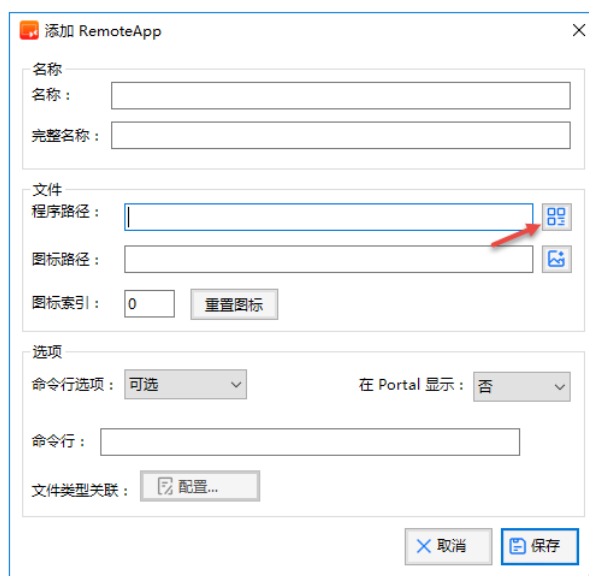 添加 RemoteApp
名称
名称：
完整名称：
文件
程序路径：
图标路径：
图标索引： 0 重置图标
选项
命令行选项： 可选 在 Portal 显示： 否
命令行：
文件类型关联： 配置...
取消 保存